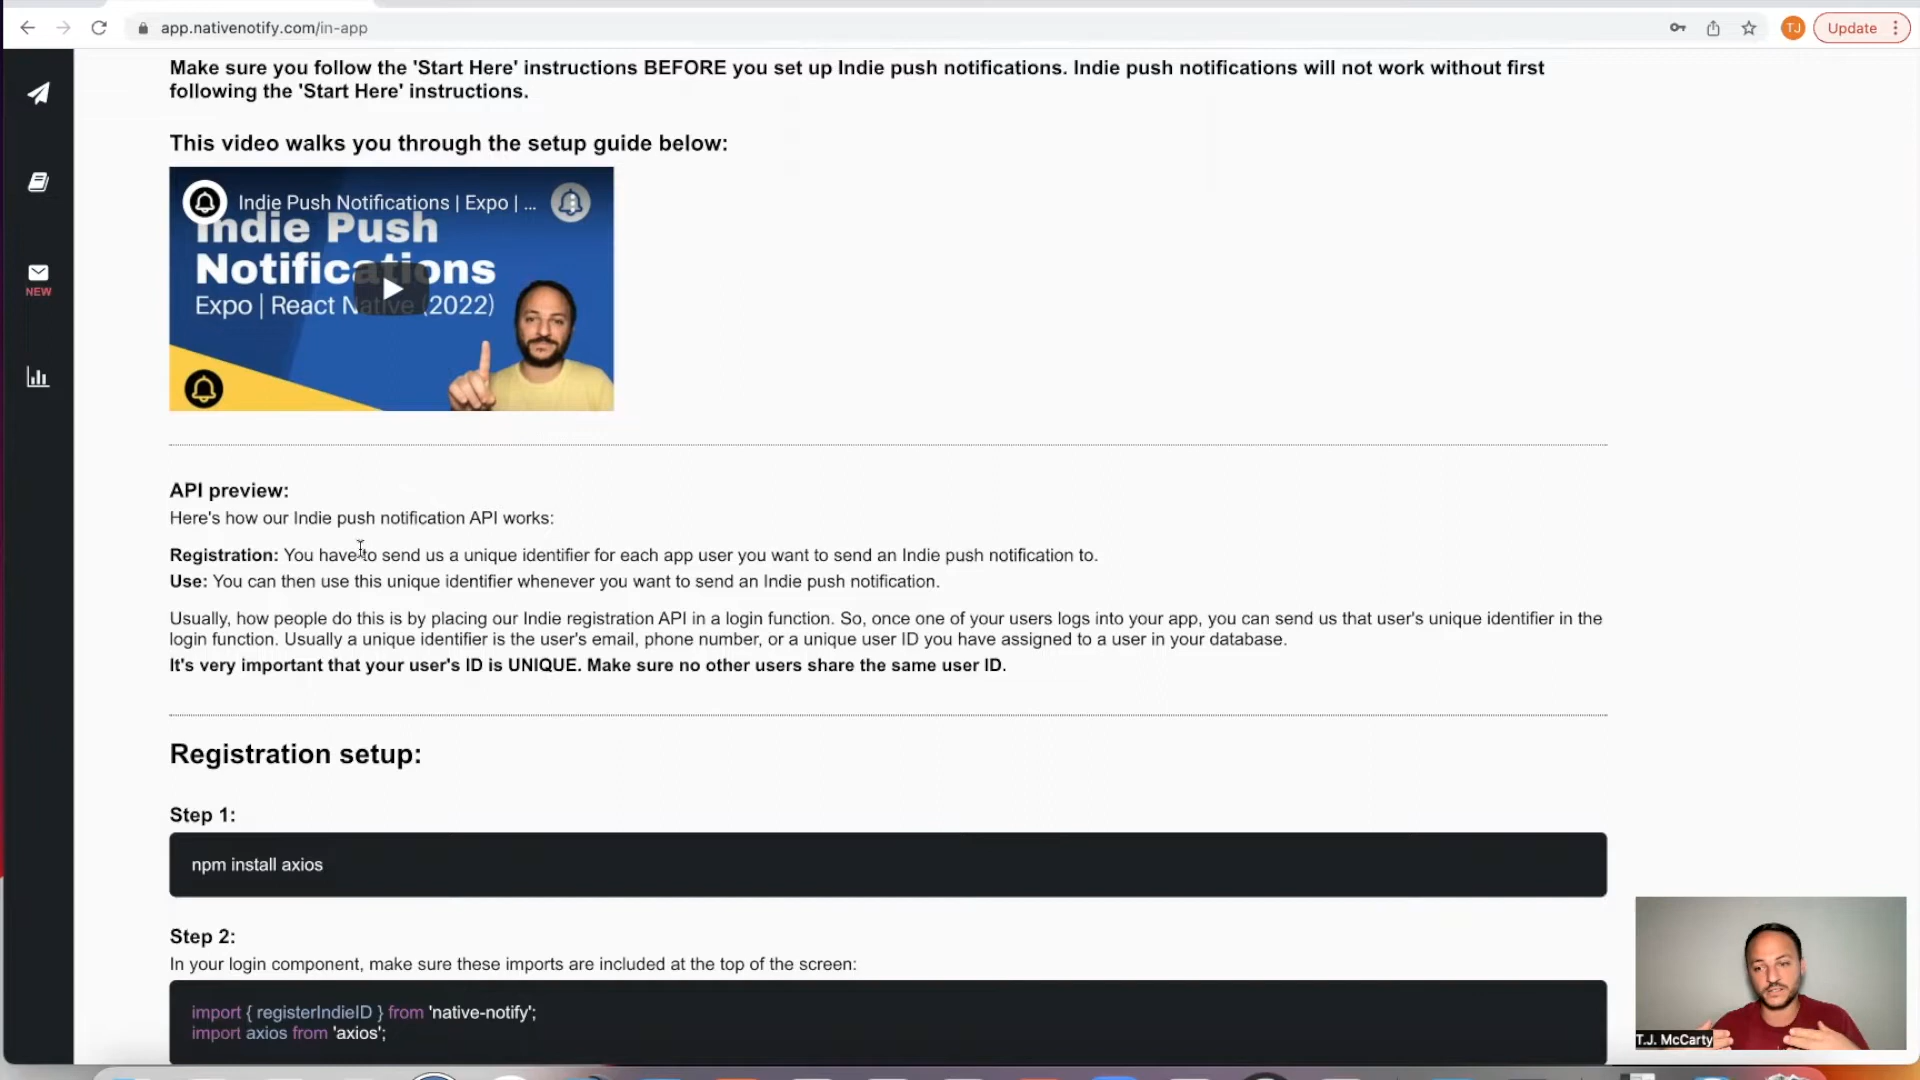 app.nativenotify.com/in-app
TJ
Update
Make sure you follow the 'Start Here' instructions BEFORE you set up Indie push notifications. Indie push notifications will not work without first
following the 'Start Here' instructions.
This video walks you through the setup guide below:
Indie Push Notifications | Expo | ...
Indie Push
Notifications
Expo | React Native (2022)
NEW
API preview:
Here's how our Indie push notification API works:
Registration: You have to send us a unique identifier for each app user you want to send an Indie push notification to.
Use: You can then use this unique identifier whenever you want to send an Indie push notification.
Usually, how people do this is by placing our Indie registration API in a login function. So, once one of your users logs into your app, you can send us that user's unique identifier in the
login function. Usually a unique identifier is the user's email, phone number, or a unique user ID you have assigned to a user in your database.
It's very important that your user's ID is UNIQUE. Make sure no other users share the same user ID.
Registration setup:
Step 1:
npm install axios
Step 2:
In your login component, make sure these imports are included at the top of the screen:
import { registerIndieID } from 'native-notify';
import axios from 'axios';
T.J. McCarty